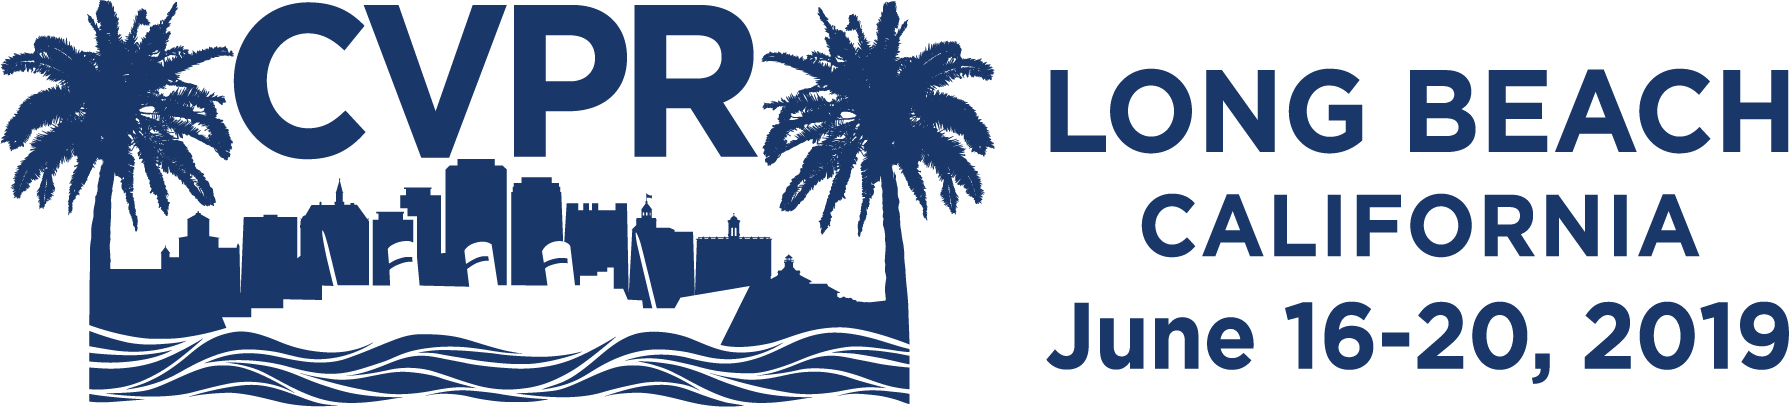 CVPR
LONG BEACH
CALIFORNIA
June 16-20, 2019